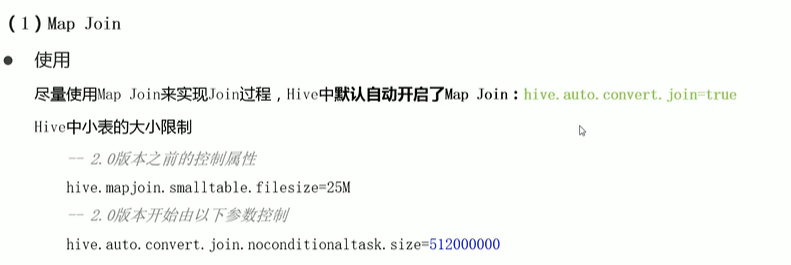 （1）Map Join
● 使用
尽量使用Map Join来实现Join过程，Hive中默认自动开启了Map Join：hive.auto.convert.join=true
Hive中小表的大小限制
-- 2.0版本之前的控制属性
hive.mapjoin.smalltable.filesize=25M
-- 2.0版本开始由以下参数控制
hive.auto.convert.join.noconditionaltask.size=512000000